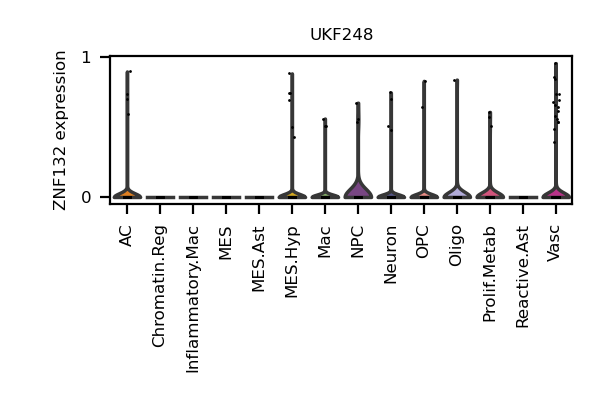 UKF248
ZNF132 expression
1
0
AC
Chromatin.Reg
Inflammatory.Mac
MES
MES.Ast
MES.Hyp
Mac
NPC
Neuron
OPC
Oligo
Prolif.Metab
Reactive.Ast
Vasc